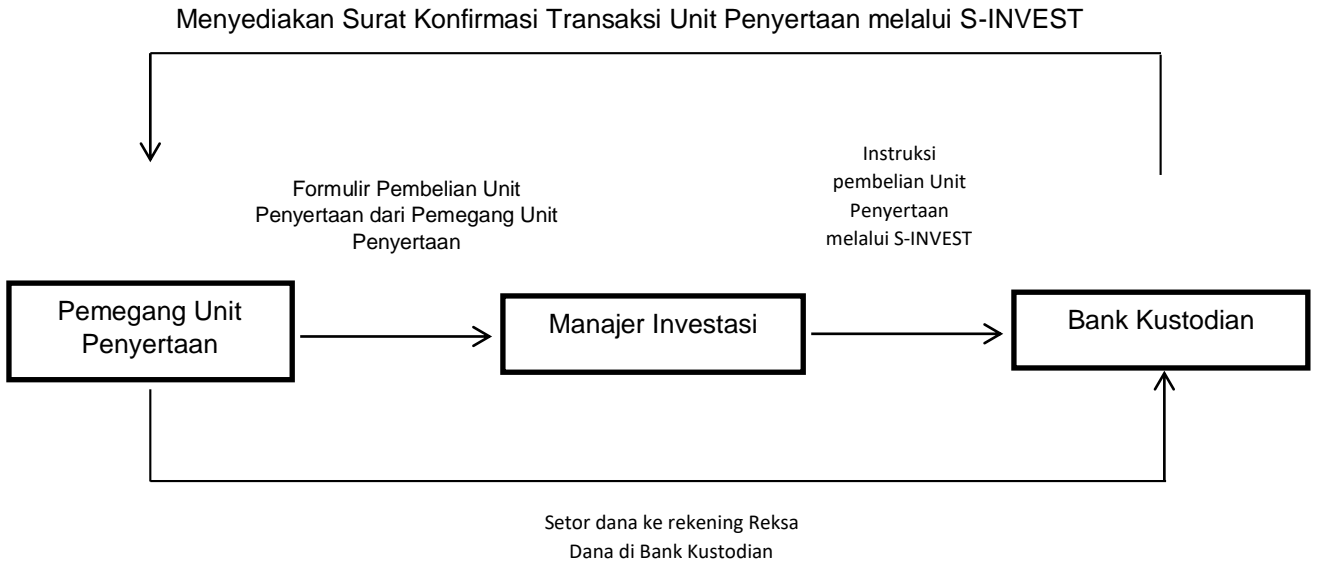 Menyediakan Surat Konfirmasi Transaksi Unit Penyertaan melalui S-INVEST
Formulir Pembelian Unit
Penyertaan dari Pemegang Unit
Penyertaan
Instruksi
pembelian Unit
Penyertaan
melalui S-INVEST
Pemegang Unit
Penyertaan
Manajer Investasi
Bank Kustodian
Setor dana ke rekening Reksa
Dana di Bank Kustodian